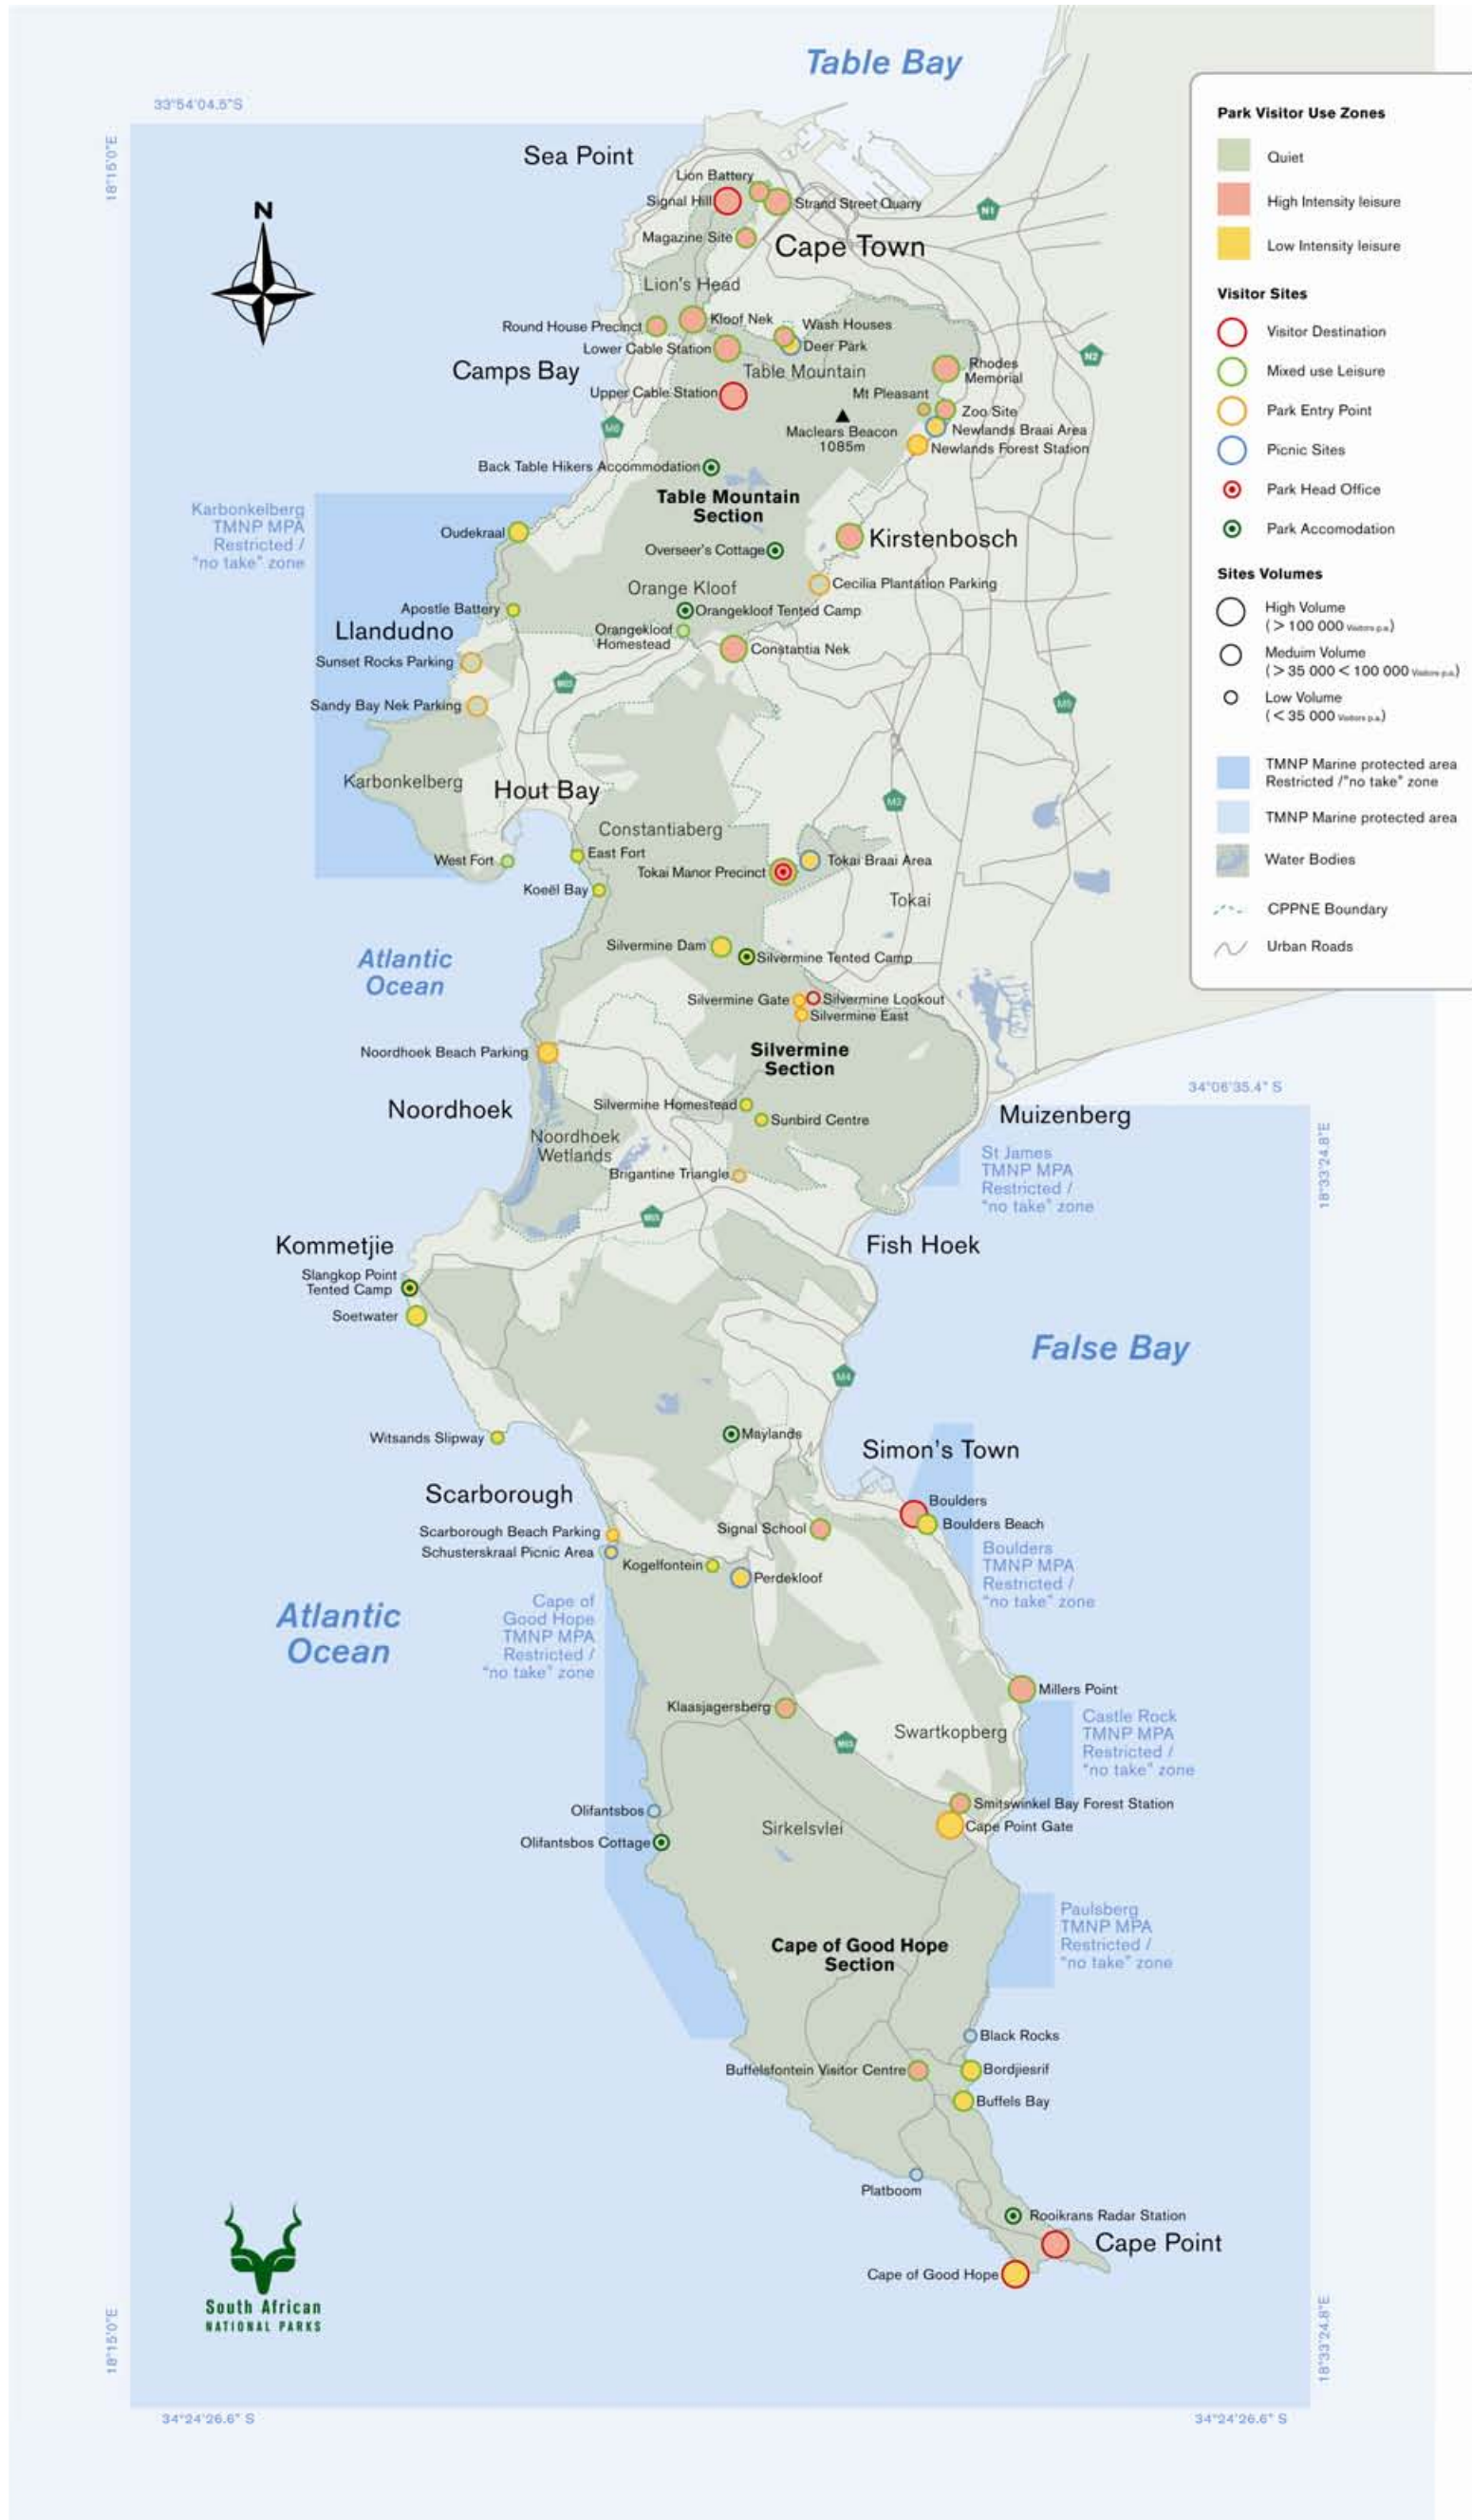 Table Bay
33°54'04.5"S
18°15'0"E
N
Sea Point
Lion Battery
Signal Hill
Strand Street Quarry
Magazine Site
Cape Town
N1
Lion's Head
Round House Precinct
Kloof Nek
Wash Houses
Lower Cable Station
Deer Park
N2
Camps Bay
Table Mountain
Rhodes
Memorial
Upper Cable Station
Mt Pleasant
Zoo Site
M6
Maclears Beacon
1085m
Newlands Braai Area
Newlands Forest Station
Back Table Hikers Accommodation
Table Mountain
Section
Karbonkelberg
TMNP MPA
Restricted /
"no take" zone
Oudekraal
Kirstenbosch
Overseer's Cottage
Orange Kloof
Cecilia Plantation Parking
Apostle Battery
Orangekloof Tented Camp
Llandudno
Orangekloof
Homestead
Constantia Nek
Sunset Rocks Parking
M63
Sandy Bay Nek Parking
M5
Karbonkelberg
Hout Bay
M3
Constantiaberg
West Fort
East Fort
Tokai Braai Area
Tokai Manor Precinct
Koeël Bay
Tokai
Silvermine Dam
Silvermine Tented Camp
Atlantic
Ocean
Silvermine Gate
Silvermine Lookout
Silvermine East
Noordhoek Beach Parking
Silvermine
Section
34°06'35.4" S
Noordhoek
Silvermine Homestead
Sunbird Centre
Muizenberg
18°33'24.8"E
Noordhoek
Wetlands
Brigantine Triangle
St James
TMNP MPA
Restricted /
"no take" zone
M65
Kommetjie
Fish Hoek
Slangkop Point
Tented Camp
Soetwater
False Bay
M4
Witsands Slipway
Maylands
Simon's Town
Scarborough
Boulders
Boulders Beach
Scarborough Beach Parking
Signal School
Schusterskraal Picnic Area
Kogelfontein
Perdekloof
Boulders
TMNP MPA
Restricted /
"no take" zone
Atlantic
Ocean
Cape of
Good Hope
TMNP MPA
Restricted /
"no take" zone
Millers Point
Klaasjagersberg
Swartkopberg
M65
Castle Rock
TMNP MPA
Restricted /
"no take" zone
Olifantsbos
Smitswinkel Bay Forest Station
Cape Point Gate
Sirkelsvlei
Olifantsbos Cottage
Cape of Good Hope
Section
Paulsberg
TMNP MPA
Restricted /
"no take" zone
Black Rocks
Buffelsfontein Visitor Centre
Bordjiesrif
Buffels Bay
Platboom
Rooikrans Radar Station
Cape Point
Cape of Good Hope
South African
NATIONAL PARKS
18°15'0"E
18°33'24.8"E
34°24'26.6" S
34°24'26.6" S
Park Visitor Use Zones
Quiet
High Intensity leisure
Low Intensity leisure
Visitor Sites
Visitor Destination
Mixed use Leisure
Park Entry Point
Picnic Sites
Park Head Office
Park Accomodation
Sites Volumes
High Volume
(> 100 000 Visitors p.a.)
Meduim Volume
(> 35 000 < 100 000 Visitors p.a.)
Low Volume
(< 35 000 Visitors p.a.)
TMNP Marine protected area
Restricted /"no take" zone
TMNP Marine protected area
Water Bodies
CPPNE Boundary
Urban Roads